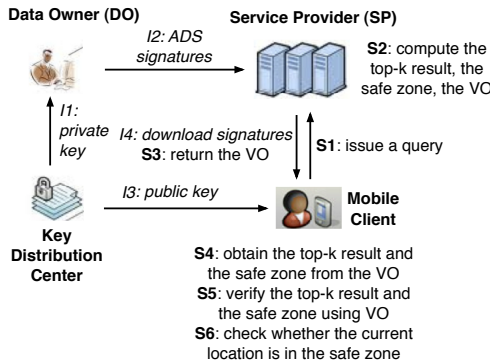 Data Owner (DO)
Service Provider (SP)
I2: ADS
signatures
S2: compute the
top-k result, the
safe zone, the VO
I1:
private
key
I4: download signatures
S3: return the VO
S1: issue a query
I3: public key
Key
Distribution
Center
Mobile
Client
S4: obtain the top-k result and
the safe zone from the VO
S5: verify the top-k result and
the safe zone using VO
S6: check whether the current
location is in the safe zone